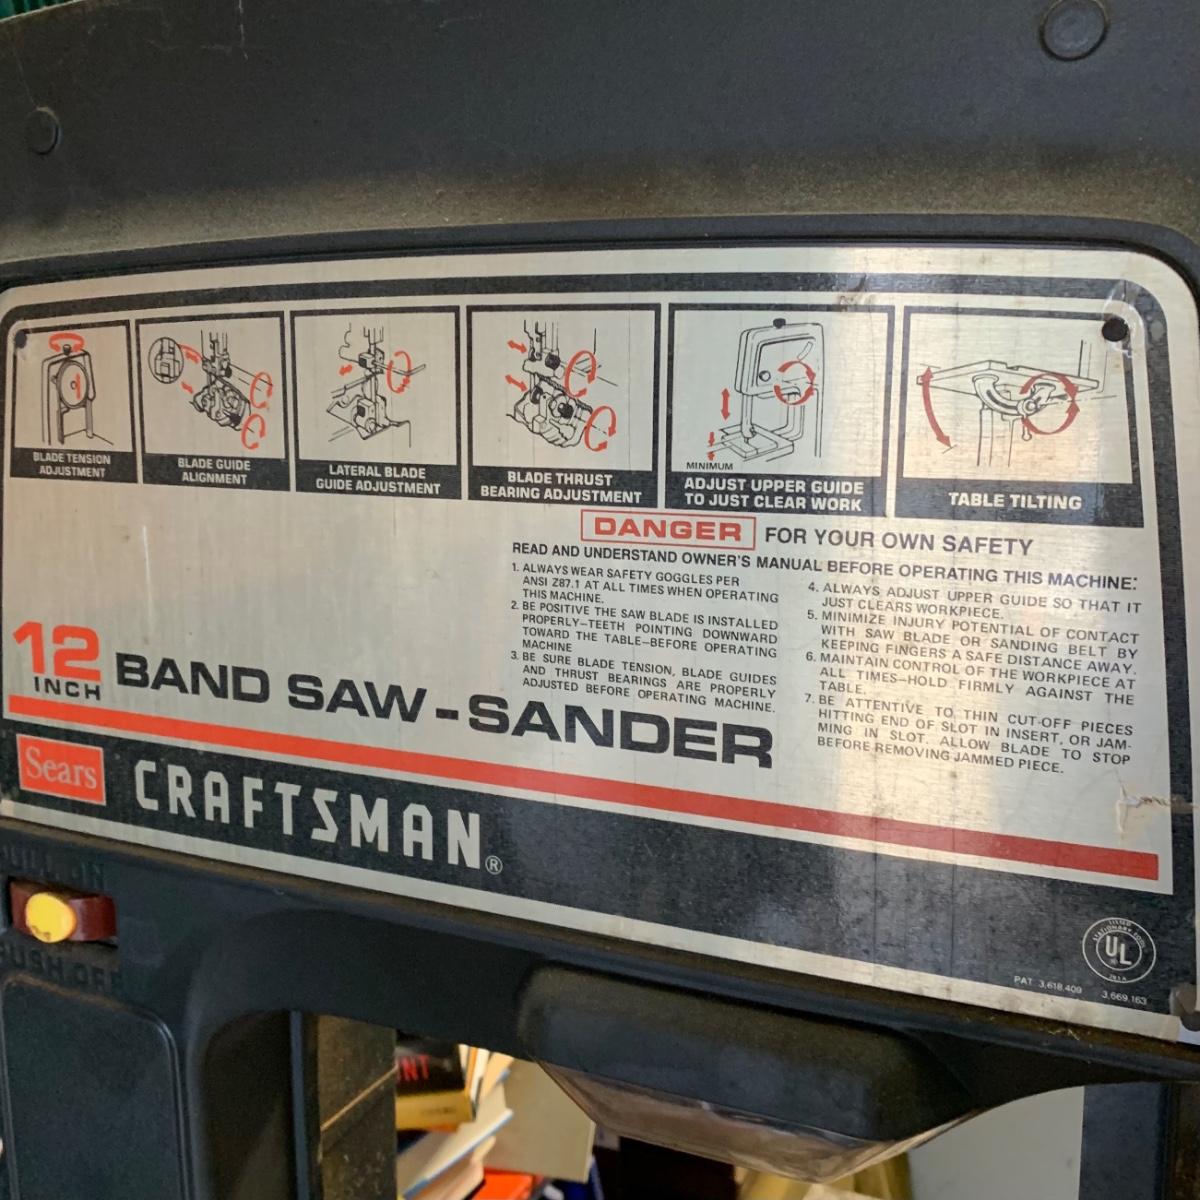 BLADE TENSION
ADJUSTMENT
BLADE GUIDE
ALIGNMENT
LATERAL BLADE
GUIDE ADJUSTMENT
BLADE THRUST
BEARING ADJUSTMENT
MINIMUM
ADJUST UPPER GUIDE
TO JUST CLEAR WORK
TABLE TILTING
DANGER FOR YOUR OWN SAFETY
READ AND UNDERSTAND OWNER'S MANUAL BEFORE OPERATING THIS MACHINE:
1. ALWAYS WEAR SAFETY GOGGLES PER
ANSI Z87.1 AT ALL TIMES WHEN OPERATING
THIS MACHINE.
2. BE POSITIVE THE SAW BLADE IS INSTALLED
PROPERLY–TEETH POINTING DOWNWARD
TOWARD THE TABLE–BEFORE OPERATING
MACHINE
3. BE SURE BLADE TENSION, BLADE GUIDES
AND THRUST BEARINGS ARE PROPERLY
ADJUSTED BEFORE OPERATING MACHINE.
4. ALWAYS ADJUST UPPER GUIDE SO THAT IT
JUST CLEARS WORKPIECE.
5. MINIMIZE INJURY POTENTIAL OF CONTACT
WITH SAW BLADE OR SANDING BELT BY
KEEPING FINGERS A SAFE DISTANCE AWAY.
6. MAINTAIN CONTROL OF THE WORKPIECE AT
ALL TIMES–HOLD FIRMLY AGAINST THE
TABLE.
7. BE ATTENTIVE TO THIN CUT-OFF PIECES
HITTING END OF SLOT IN INSERT, OR JAM-
MING IN SLOT. ALLOW BLADE TO STOP
BEFORE REMOVING JAMMED PIECE.
12
INCH
BAND SAW-SANDER
Sears
CRAFTSMAN®
PULL ON
PUSH OFF
UL
PAT 3,618,409 3,669,163